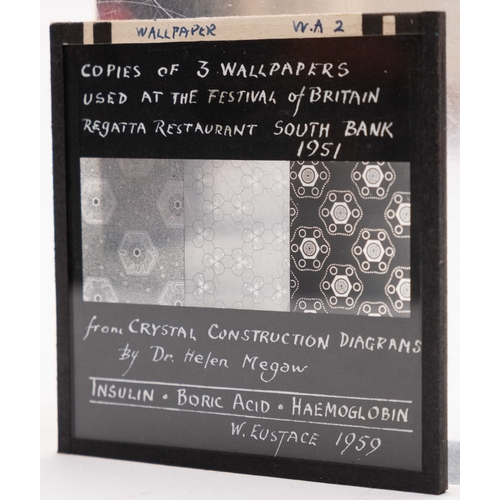 WALLPAPER W.A 2
COPIES OF 3 WALLPAPERS
USED AT THE FESTIVAL of BRITAIN
REGATTA RESTAURANT SOUTH BANK
1951
from CRYSTAL CONSTRUCTION DIAGRAMS
by Dr. Helen Megaw
INSULIN · BORIC ACID · HAEMOGLOBIN
W. EUSTACE 1959